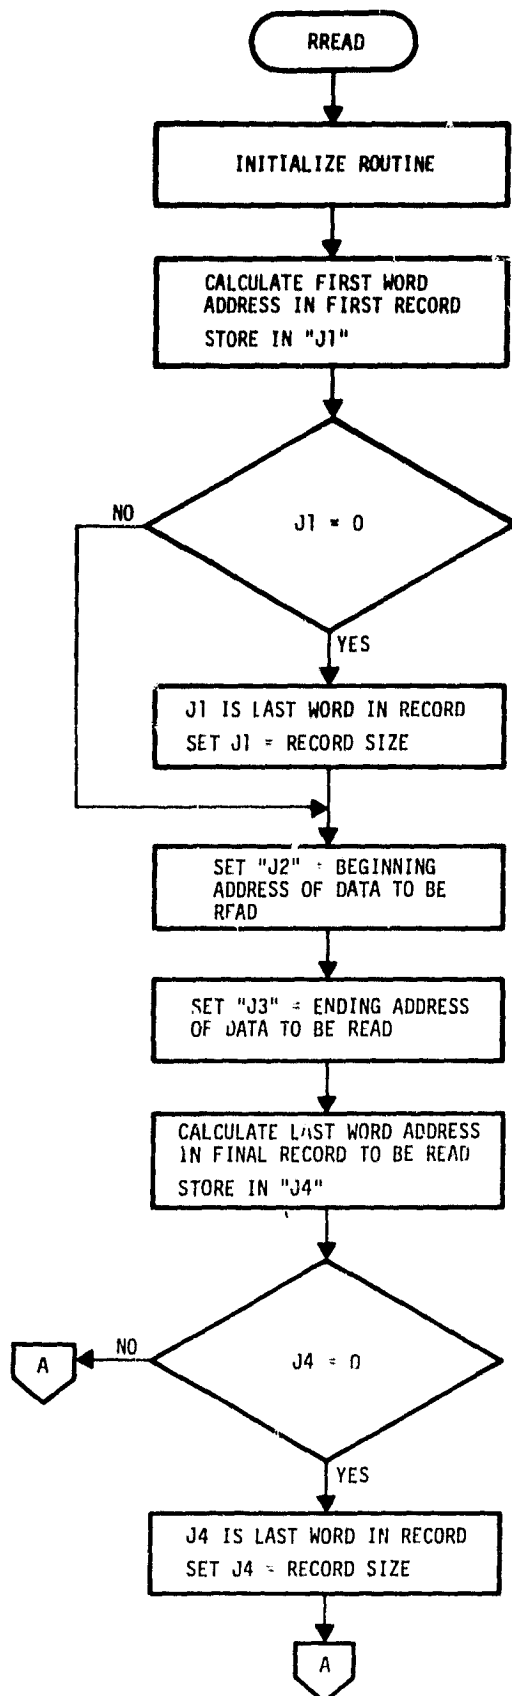 RREAD
INITIALIZE ROUTINE
CALCULATE FIRST WORD
ADDRESS IN FIRST RECORD
STORE IN "J1"
J1 = 0
NO
YES
J1 IS LAST WORD IN RECORD
SET J1 = RECORD SIZE
SET "J2" = BEGINNING
ADDRESS OF DATA TO BE
READ
SET "J3" = ENDING ADDRESS
OF DATA TO BE READ
CALCULATE LAST WORD ADDRESS
IN FINAL RECORD TO BE READ
STORE IN "J4"
J4 = 0
NO
A
YES
J4 IS LAST WORD IN RECORD
SET J4 = RECORD SIZE
A